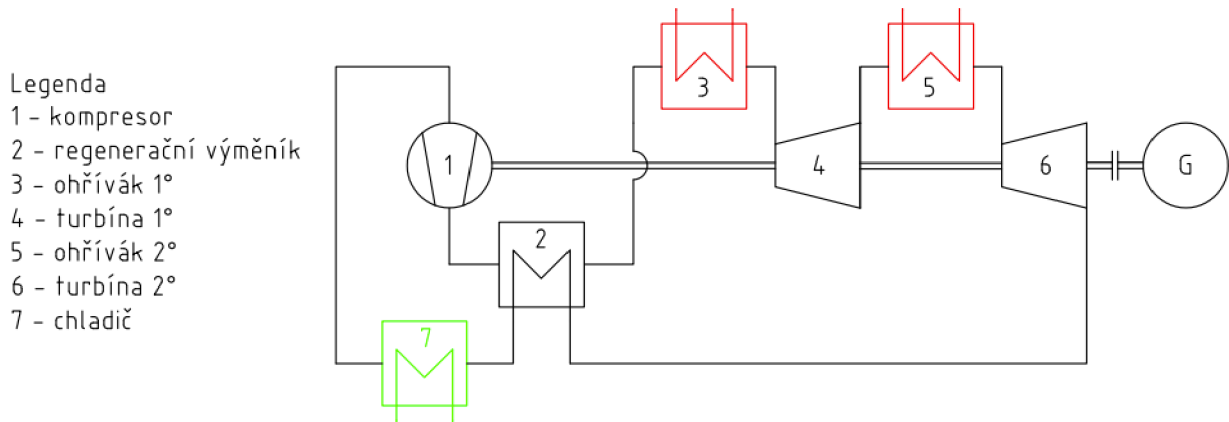 Legenda
1 - kompresor
2 - regenerační výměník
3 - ohřívák 1°
4 - turbína 1°
5 - ohřívák 2°
6 - turbína 2°
7 - chladič
3
5
1
4
6
G
2
7